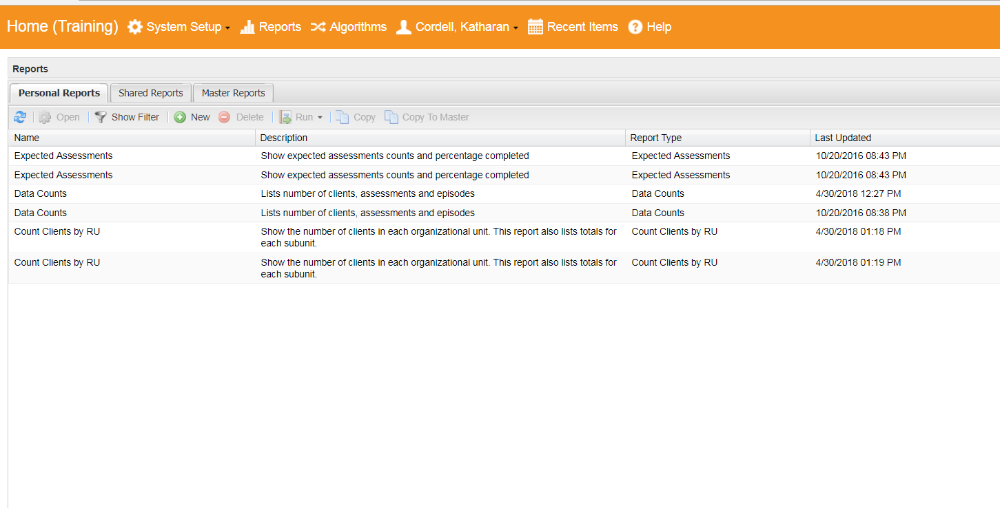 Home (Training) System Setup Reports Algorithms Cordell, Katharan Recent Items Help
Reports
Personal Reports Shared Reports Master Reports
Open Show Filter New Delete Run Copy Copy To Master
Name Description Report Type Last Updated
Expected Assessments Show expected assessments counts and percentage completed Expected Assessments 10/20/2016 08:43 PM
Expected Assessments Show expected assessments counts and percentage completed Expected Assessments 10/20/2016 08:43 PM
Data Counts Lists number of clients, assessments and episodes Data Counts 4/30/2018 12:27 PM
Data Counts Lists number of clients, assessments and episodes Data Counts 10/20/2016 08:38 PM
Count Clients by RU Show the number of clients in each organizational unit. This report also lists totals for Count Clients by RU 4/30/2018 01:18 PM
each subunit.
Count Clients by RU Show the number of clients in each organizational unit. This report also lists totals for Count Clients by RU 4/30/2018 01:19 PM
each subunit.